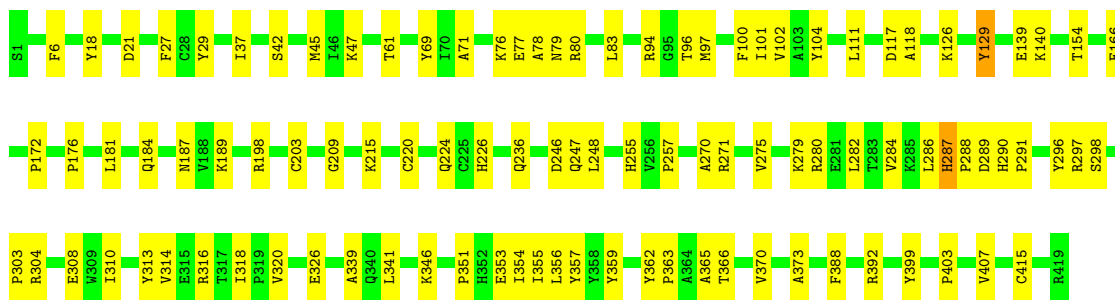 S1 F6 Y18 D21 F27 C28 Y29 I37 S42 M45 I46 K47 T61 Y69 I70 A71 K76 E77 A78 N79 R80 L83 R94 G95 T96 M97 F100 I101 V102 A103 Y104 L111 D117 A118 K126 Y129 E139 K140 T154
P172 P176 L181 Q184 N187 V188 K189 R198 C203 G209 K215 C220 Q224 C225 H226 Q236 D246 Q247 L248 H255 V256 P257 A270 R271 V275 K279 R280 E281 L282 T283 V284 K285 L286 H287 P288 D289 H290 P291 Y296 R297 S298
P303 R304 E308 W309 I310 Y313 V314 E315 R316 T317 I318 P319 V320 E326 A339 Q340 L341 K346 P351 H352 E353 I354 I355 L356 Y357 Y358 Y359 Y362 P363 A364 A365 T366 V370 A373 F388 R392 Y399 P403 V407 C415 R419